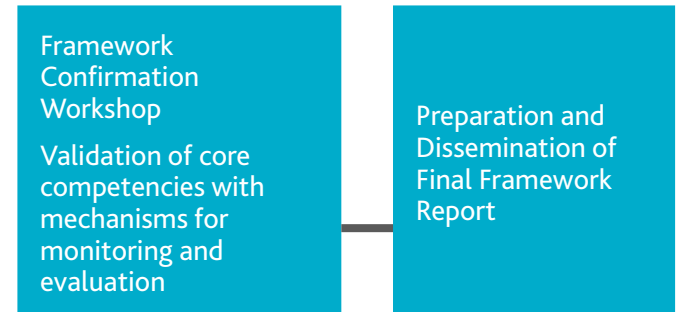 Framework
Confirmation
Workshop
Validation of core
competencies with
mechanisms for
monitoring and
evaluation
Preparation and
Dissemination of
Final Framework
Report